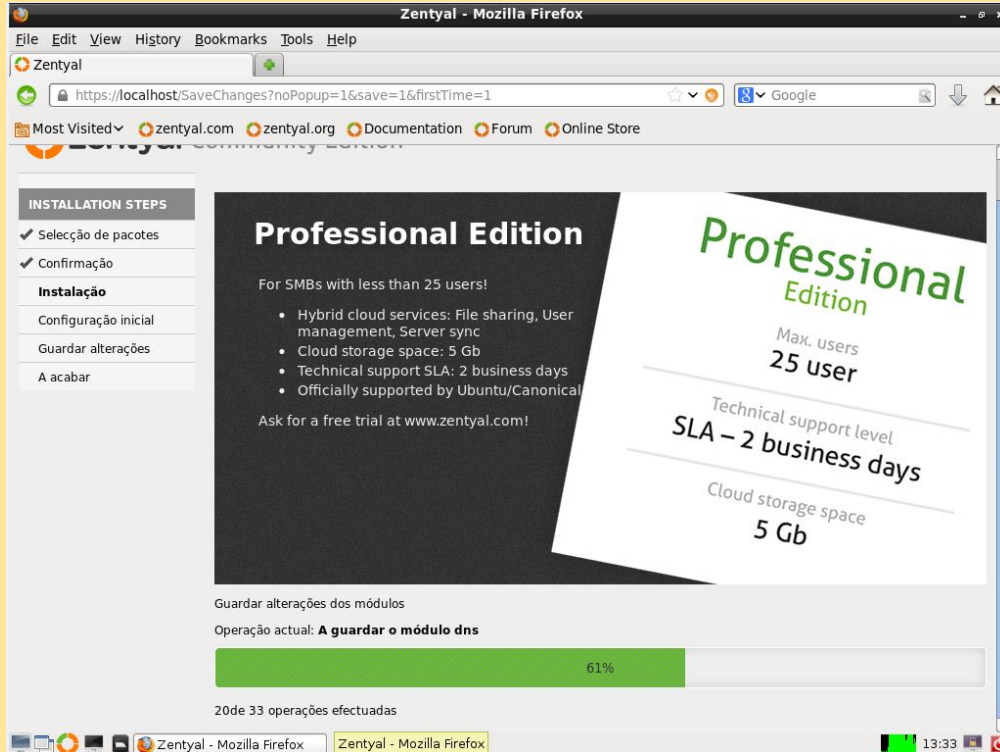 Zentyal - Mozilla Firefox
File Edit View History Bookmarks Tools Help
Zentyal
https://localhost/SaveChanges?noPopup=1&save=1&firstTime=1
Google
Most Visited zentyal.com zentyal.org Documentation Forum Online Store
Zentyal Community Edition
INSTALLATION STEPS
Selecção de pacotes
Confirmação
Instalação
Configuração inicial
Guardar alterações
A acabar
Professional Edition
For SMBs with less than 25 users!
• Hybrid cloud services: File sharing, User
management, Server sync
• Cloud storage space: 5 Gb
• Technical support SLA: 2 business days
• Officially supported by Ubuntu/Canonical
Ask for a free trial at www.zentyal.com!
Professional
Edition
Max. users
25 user
Technical support level
SLA – 2 business days
Cloud storage space
5 Gb
Guardar alterações dos módulos
Operação actual: A guardar o módulo dns
61%
20de 33 operações efectuadas
Zentyal - Mozilla Firefox
Zentyal - Mozilla Firefox
13:33